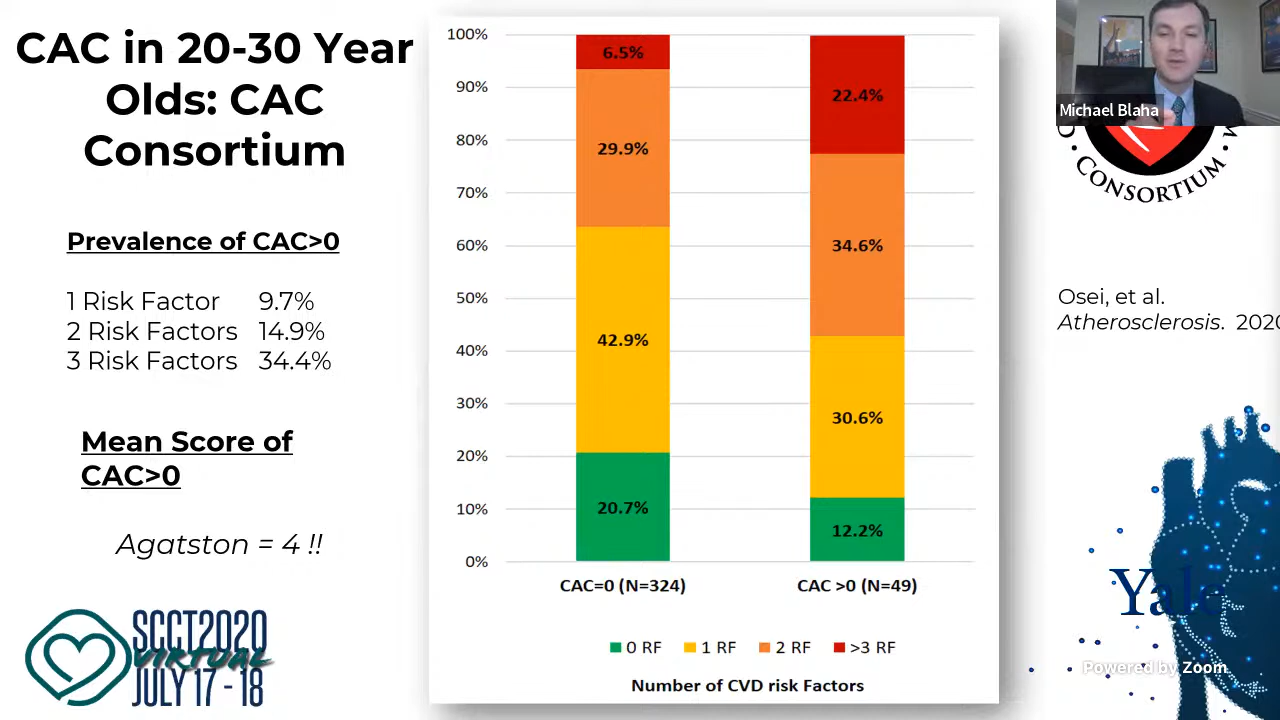 CAC in 20-30 Year
Olds: CAC
Consortium
Prevalence of CAC>0
1 Risk Factor 9.7%
2 Risk Factors 14.9%
3 Risk Factors 34.4%
Mean Score of
CAC>0
Agatston = 4 !!
SCCT2020
VIRTUAL
JULY 17 - 18
100%
90%
80%
70%
60%
50%
40%
30%
20%
10%
0%
6.5%
29.9%
42.9%
20.7%
22.4%
34.6%
30.6%
12.2%
CAC=0 (N=324)
CAC >0 (N=49)
0 RF
1 RF
2 RF
>3 RF
Number of CVD risk Factors
Michael Blaha
CONSORTIUM
Osei, et al.
Atherosclerosis. 2020
Yale
Powered by Zoom